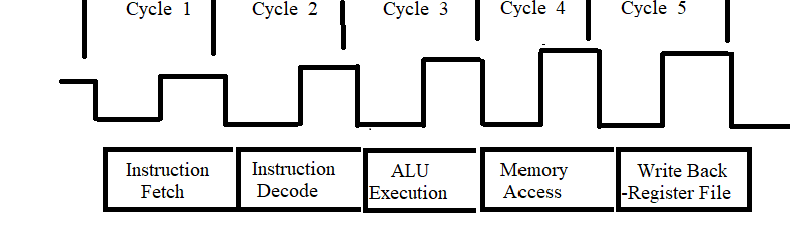 Cycle 1
Cycle 2
Cycle 3
Cycle 4
Cycle 5
Instruction
Fetch
Instruction
Decode
ALU
Execution
Memory
Access
Write Back
-Register File